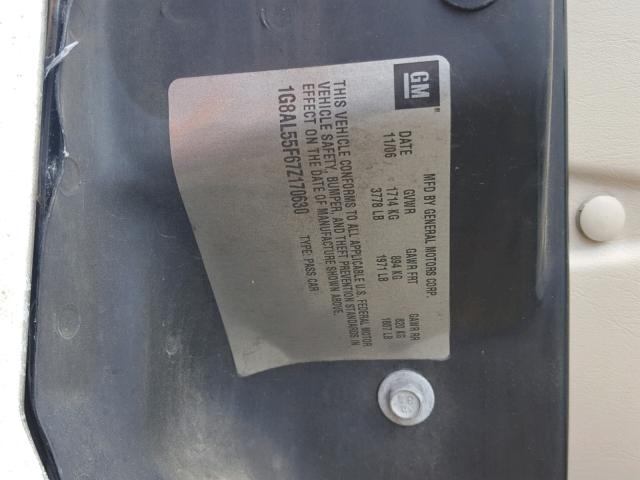 GM
MFD BY GENERAL MOTORS CORP.
DATE GVWR GAWR FRT GAWR RR
11/06 1714 KG 894 KG 820 KG
3778 LB 1971 LB 1807 LB
THIS VEHICLE CONFORMS TO ALL APPLICABLE U.S. FEDERAL MOTOR
VEHICLE SAFETY, BUMPER, AND THEFT PREVENTION STANDARDS IN
EFFECT ON THE DATE OF MANUFACTURE SHOWN ABOVE.
1G8AL55F67Z170630 TYPE: PASS CAR